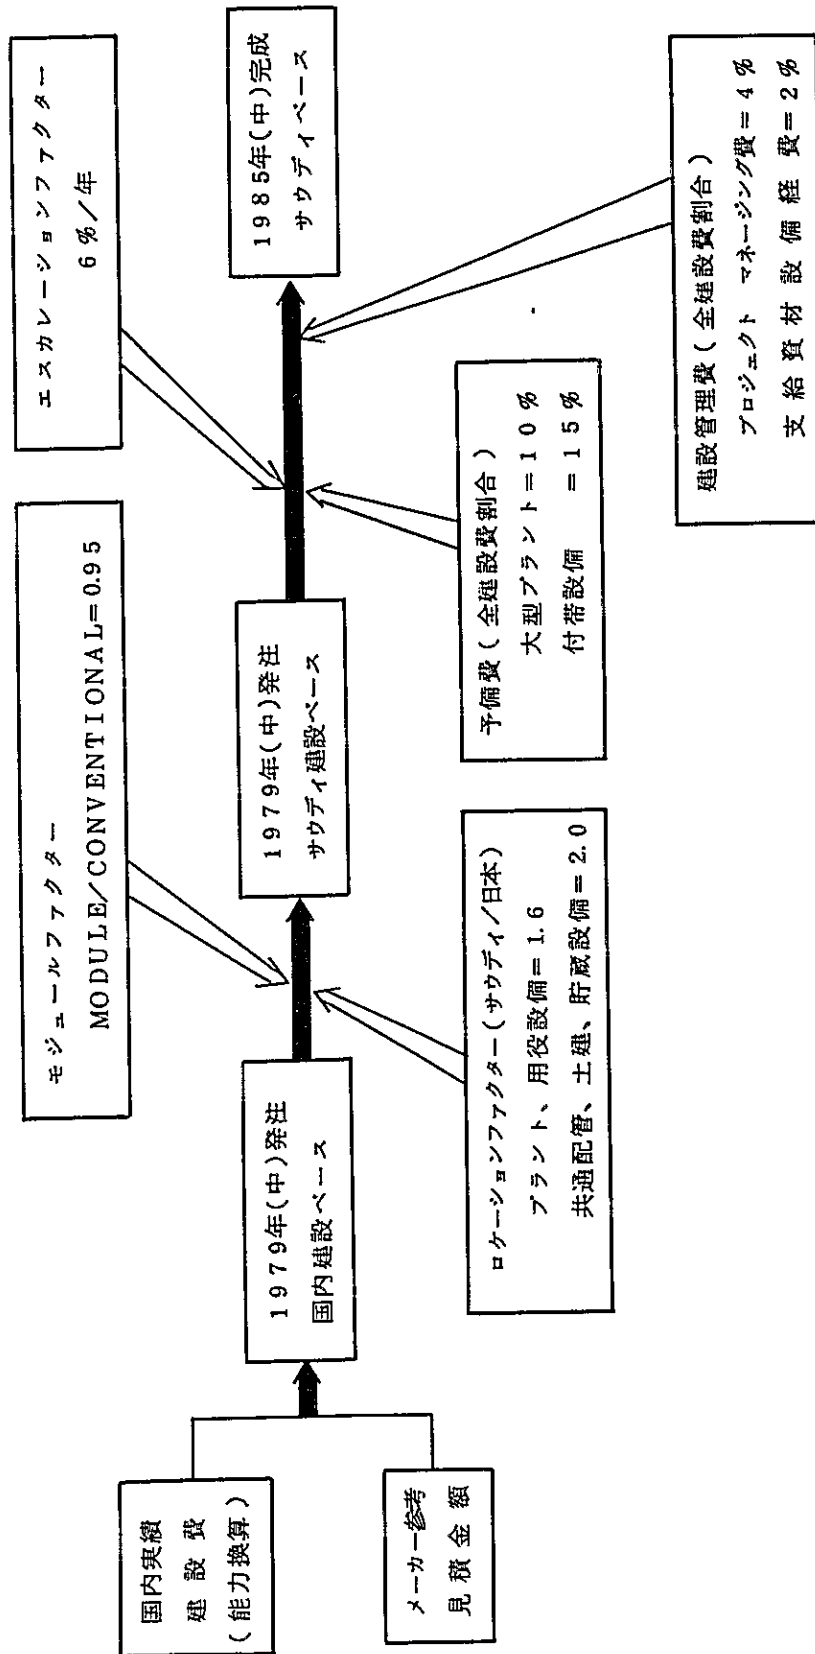 国内実績
建設費
(能力換算)
メーカー参考
見積金額
1979年(中)発注
国内建設ベース
モジュールファクター
MODULE/CONVENTIONAL=0.95
ロケーションファクター(サウディ/日本)
プラント、用役設備=1.6
共通配管、土建、貯蔵設備=2.0
1979年(中)発注
サウディ建設ベース
エスカレーションファクター
6%/年
予備費(全建設費割合)
大型プラント=10%
付帯設備 =15%
建設管理費(全建設費割合)
プロジェクト マネージング費=4%
支給資材設備経費=2%
1985年(中)完成
サウディベース